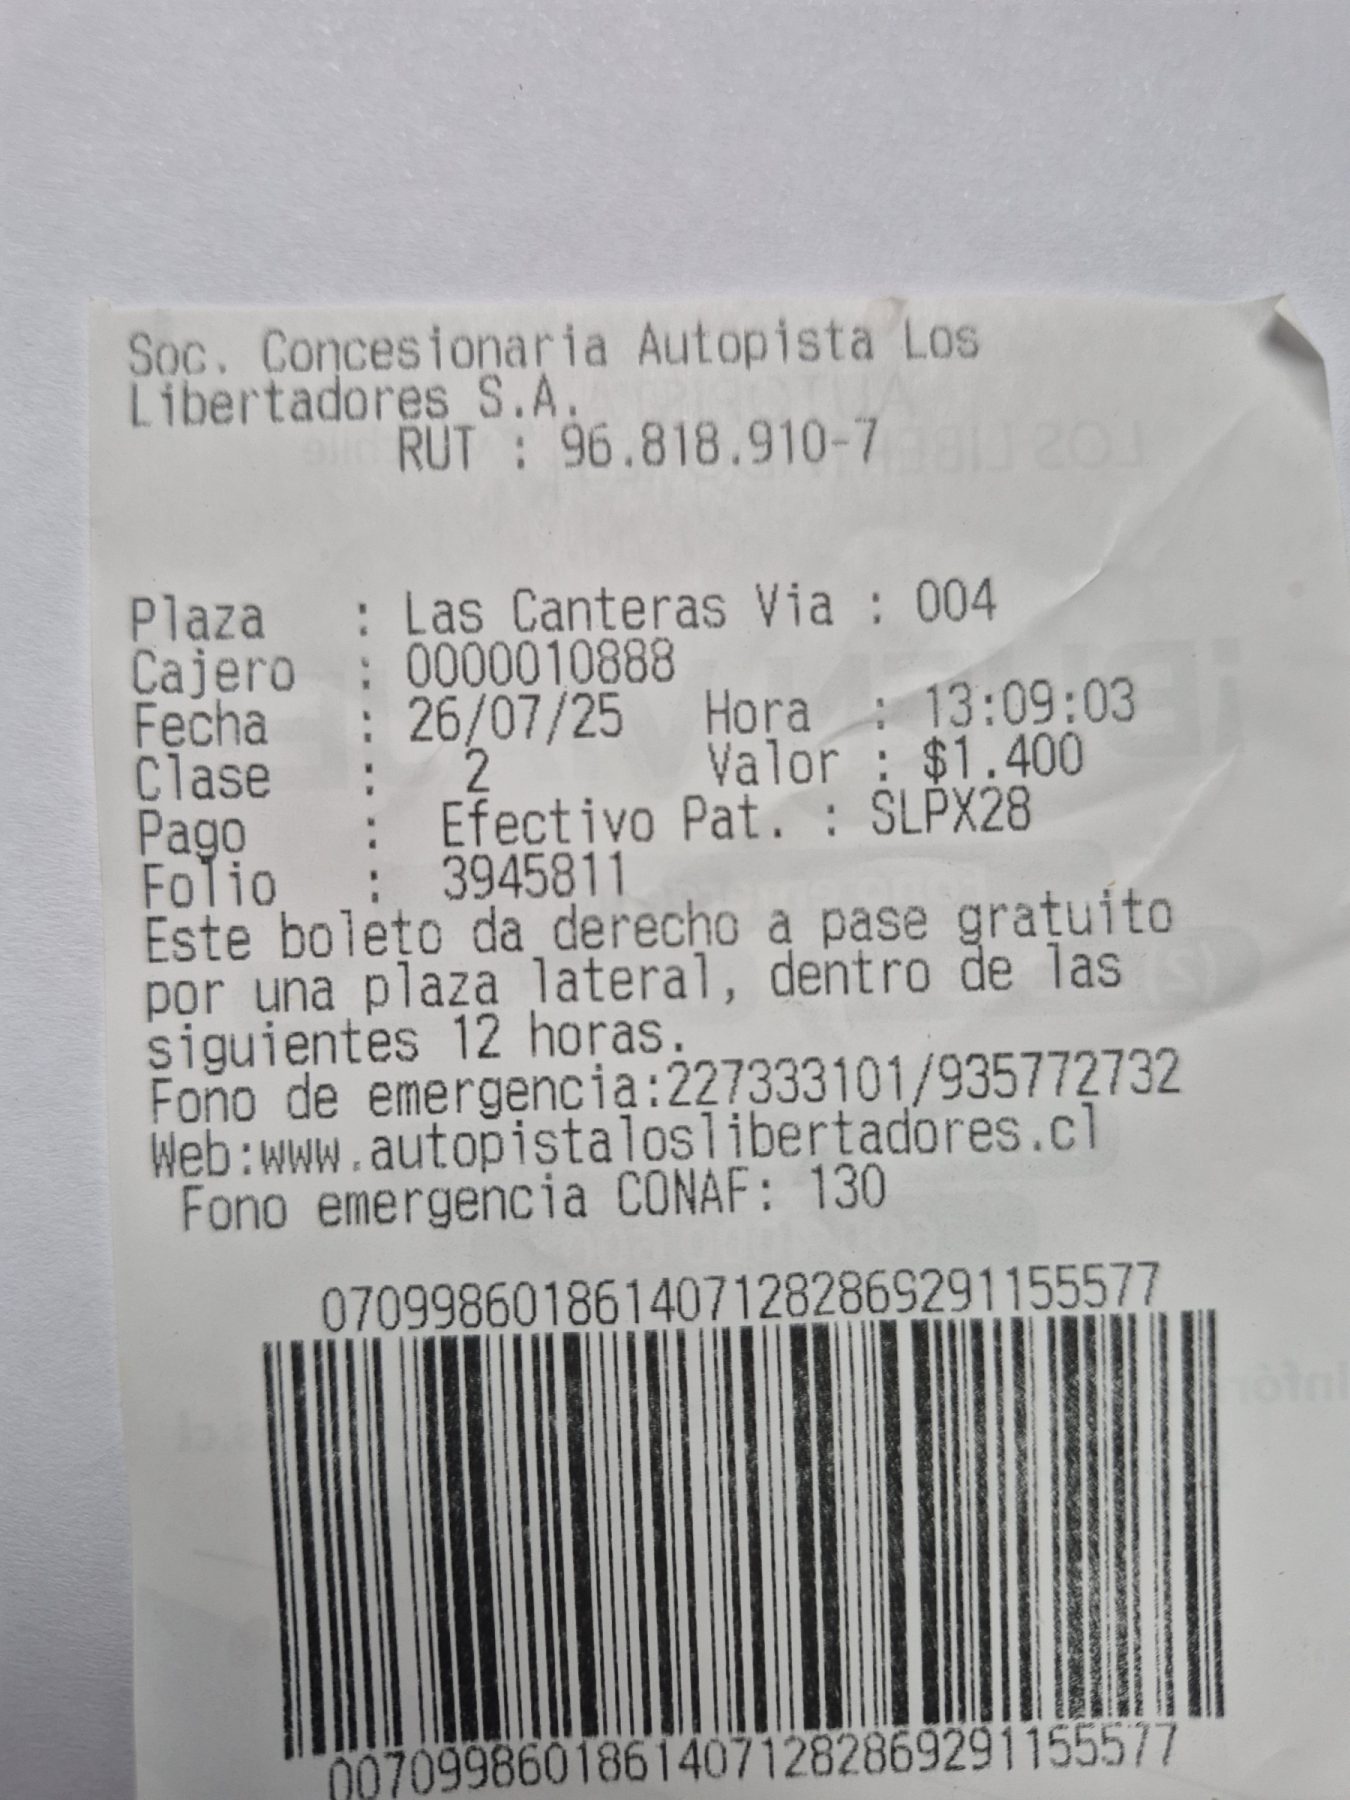 Soc. Concesionaria Autopista Los
Libertadores S.A.
RUT : 96.818.910-7
Plaza : Las Canteras Via : 004
Cajero : 0000010888
Fecha : 26/07/25 Hora : 13:09:03
Clase : 2 Valor : $1.400
Pago : Efectivo Pat. : SLPX28
Folio : 3945811
Este boleto da derecho a pase gratuito
por una plaza lateral, dentro de las
siguientes 12 horas.
Fono de emergencia:227333101/935772732
Web:www.autopistaloslibertadores.cl
Fono emergencia CONAF: 130
0709986018614071282869291155577
00709986018614071282869291155577